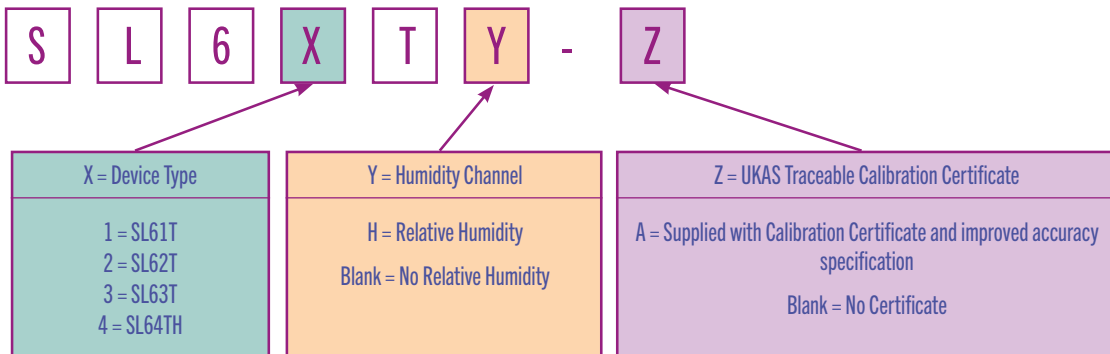 S L 6 X T Y - Z
X = Device Type
1 = SL61T
2 = SL62T
3 = SL63T
4 = SL64TH
Y = Humidity Channel
H = Relative Humidity
Blank = No Relative Humidity
Z = UKAS Traceable Calibration Certificate
A = Supplied with Calibration Certificate and improved accuracy
specification
Blank = No Certificate